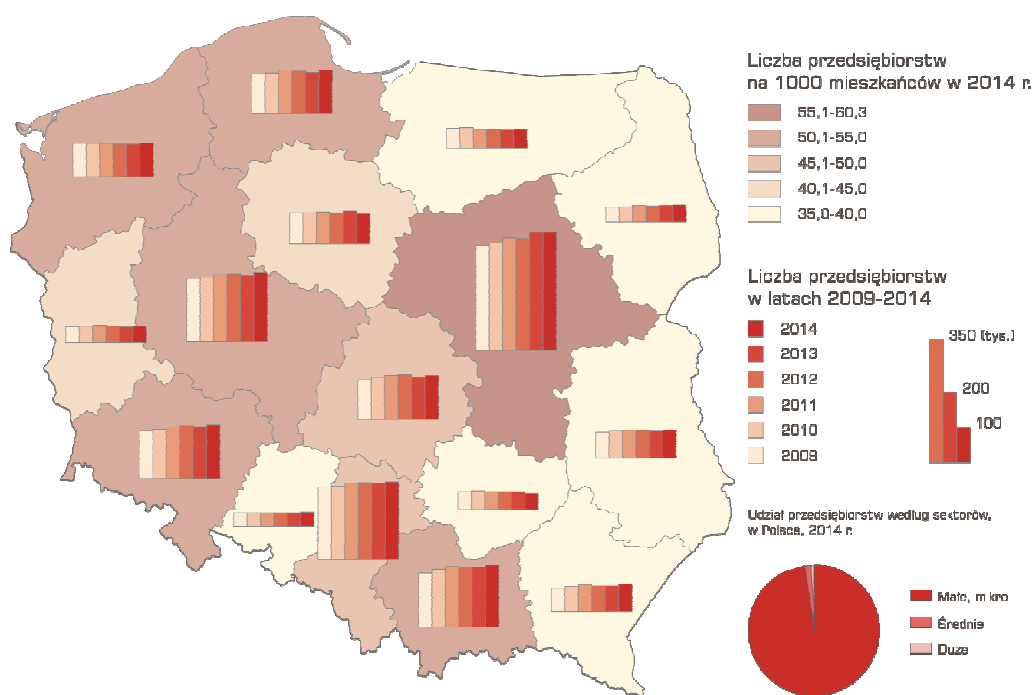 Liczba przedsiębiorstw
na 1000 mieszkańców w 2014 r.
55,1-60,3
50,1-55,0
45,1-50,0
40,1-45,0
35,0-40,0
Liczba przedsiębiorstw
w latach 2009-2014
2014
2013
2012
2011
2010
2009
350 (tys.)
200
100
Udział przedsiębiorstw według sektorów,
w Polsce, 2014 r.
Małe, mikro
Średnie
Duże